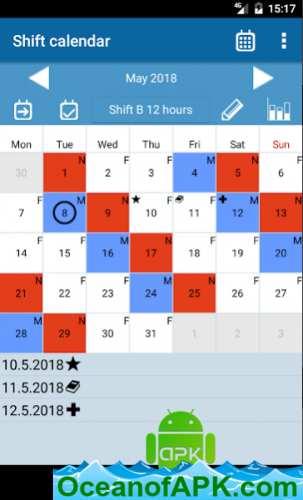 4G 15:17
Shift calendar
May 2018
Shift B 12 hours
Mon Tue Wed Thu Fri Sat Sun
30 1 N 2 F 3 F 4 M 5 N 6 F
7 F 8 M 9 N 10 F 11 F 12 M 13 N
14 F 15 F 16 M 17 N 18 F 19 F 20 M
21 N 22 F 23 F 24 M 25 N 26 F 27 F
28 M 29 N 30 F 31 F 1 2 3
10.5.2018
11.5.2018
12.5.2018
APK
OceanofAPK.com